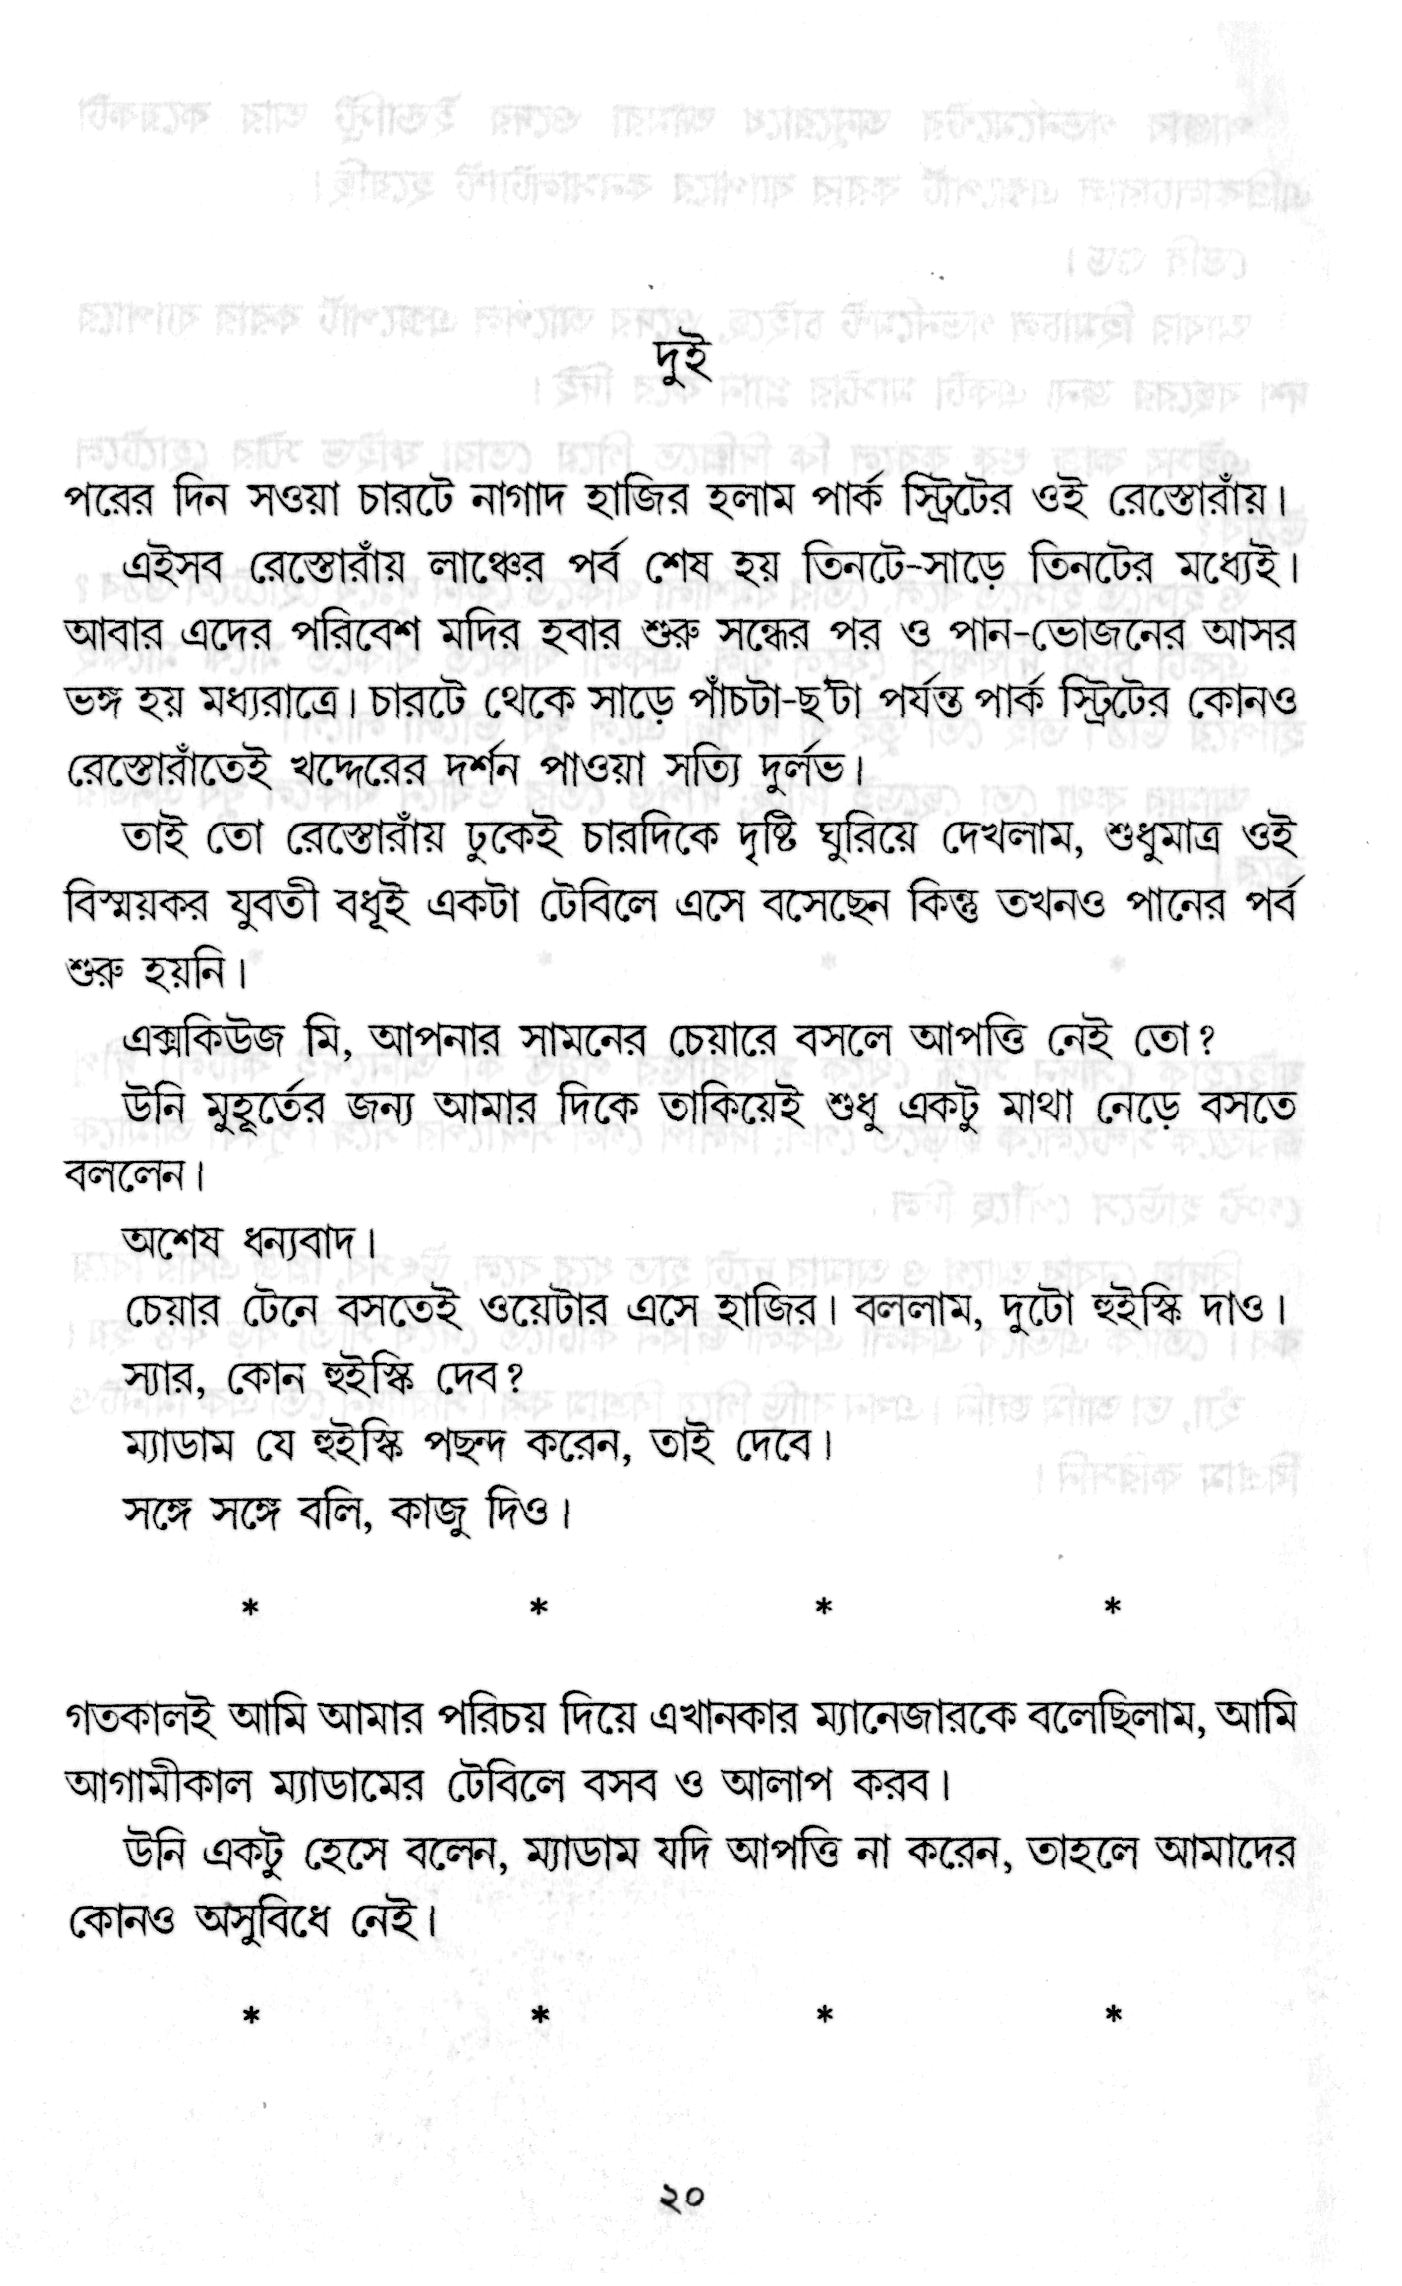 দুই
পরের দিন সওয়া চারটে নাগাদ হাজির হলাম পার্ক স্ট্রিটের ওই রেস্তোরাঁয়।
এইসব রেস্তোরাঁয় লাঞ্চের পর্ব শেষ হয় তিনটে-সাড়ে তিনটের মধ্যেই।
আবার এদের পরিবেশ মদির হবার শুরু সন্ধের পর ও পান-ভোজনের আসর
ভঙ্গ হয় মধ্যরাত্রে। চারটে থেকে সাড়ে পাঁচটা-ছ'টা পর্যন্ত পার্ক স্ট্রিটের কোনও
রেস্তোরাঁতেই খদ্দেরের দর্শন পাওয়া সত্যি দুর্লভ।
তাই তো রেস্তোরাঁয় ঢুকেই চারদিকে দৃষ্টি ঘুরিয়ে দেখলাম, শুধুমাত্র ওই
বিস্ময়কর যুবতী বধূই একটা টেবিলে এসে বসেছেন কিন্তু তখনও পানের পর্ব
শুরু হয়নি।
এক্সকিউজ মি, আপনার সামনের চেয়ারে বসলে আপত্তি নেই তো?
উনি মুহূর্তের জন্য আমার দিকে তাকিয়েই শুধু একটু মাথা নেড়ে বসতে
বললেন।
অশেষ ধন্যবাদ।
চেয়ার টেনে বসতেই ওয়েটার এসে হাজির। বললাম, দুটো হুইস্কি দাও।
স্যার, কোন হুইস্কি দেব?
ম্যাডাম যে হুইস্কি পছন্দ করেন, তাই দেবে।
সঙ্গে সঙ্গে বলি, কাজু দিও।
* * * *
গতকালই আমি আমার পরিচয় দিয়ে এখানকার ম্যানেজারকে বলেছিলাম, আমি
আগামীকাল ম্যাডামের টেবিলে বসব ও আলাপ করব।
উনি একটু হেসে বলেন, ম্যাডাম যদি আপত্তি না করেন, তাহলে আমাদের
কোনও অসুবিধে নেই।
* * * *
২০